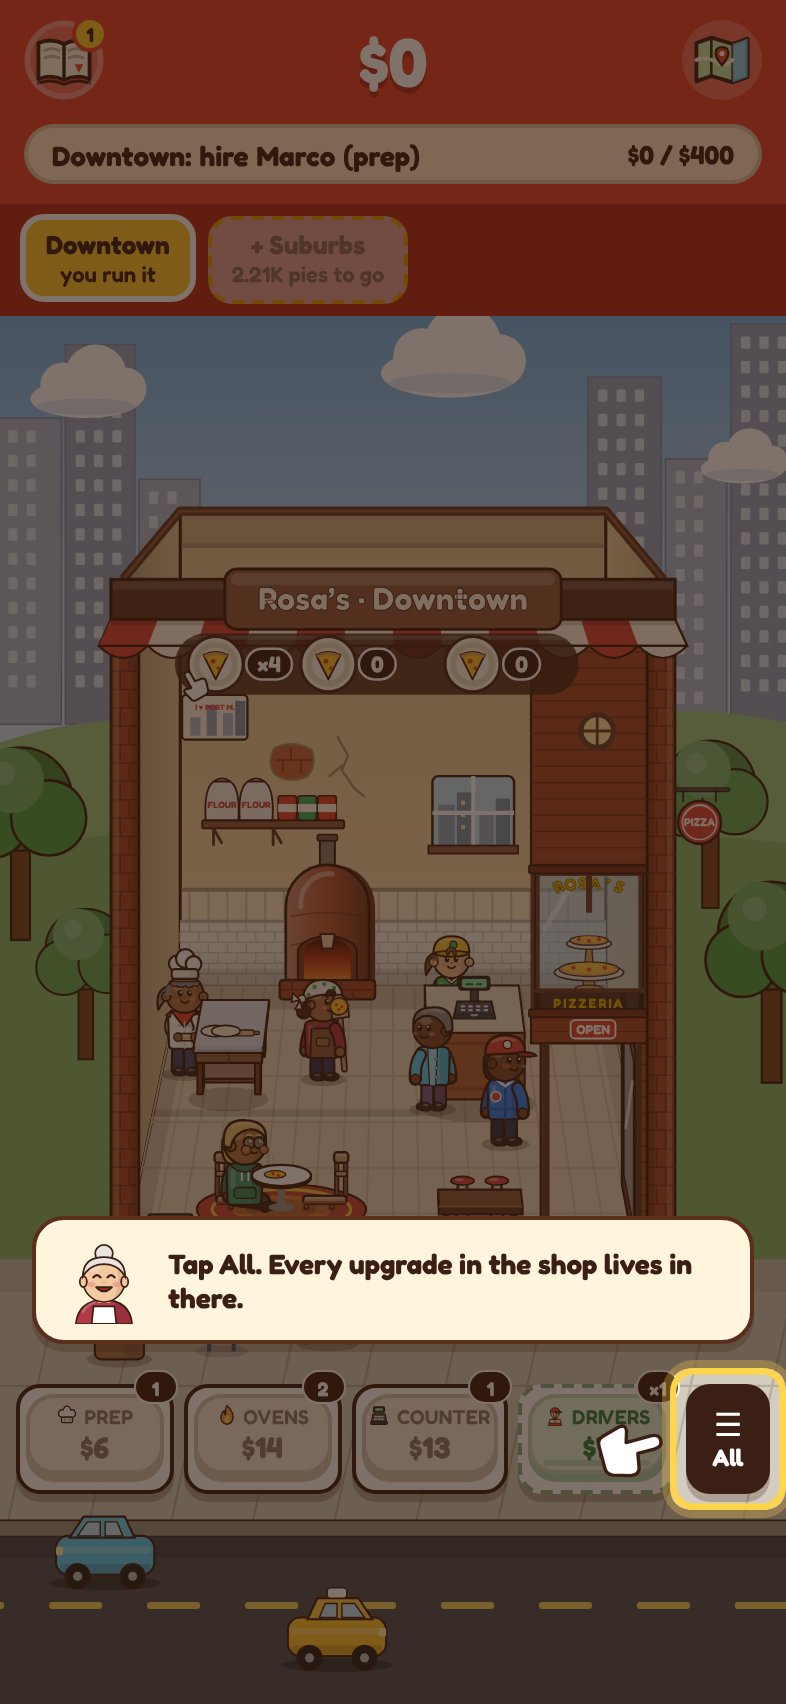 1
$0
Downtown: hire Marco (prep)
$0 / $400
Downtown
you run it
+ Suburbs
2.21K pies to go
Rosa's · Downtown
x4
0
0
FLOUR
FLOUR
PIZZA
ROSA'S
PIZZERIA
OPEN
Tap All. Every upgrade in the shop lives in
there.
1
2
1
PREP
$6
OVENS
$14
COUNTER
$13
DRIVERS
All